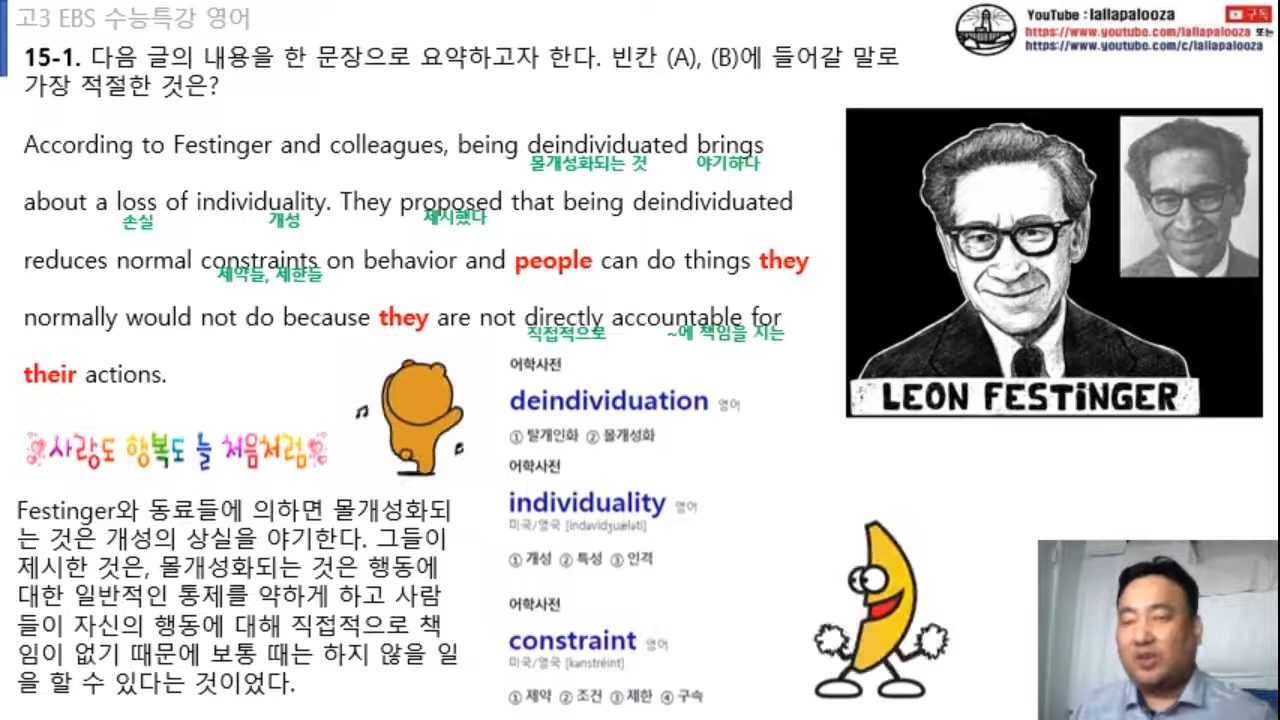 고3 EBS 수능특강 영어
YouTube : lallapalooza
구독
https://www.youtube.com/lallapalooza 또는
https://www.youtube.com/c/lallapalooza
15-1. 다음 글의 내용을 한 문장으로 요약하고자 한다. 빈칸 (A), (B)에 들어갈 말로
가장 적절한 것은?
According to Festinger and colleagues, being deindividuated brings
몰개성화되는 것 야기하다
about a loss of individuality. They proposed that being deindividuated
손실 개성 제시했다
reduces normal constraints on behavior and people can do things they
제약들, 제한들
normally would not do because they are not directly accountable for
직접적으로 ~에 책임을 지는
their actions.
LEON FESTiNGER
사랑도 행복도 늘 처음처럼
어학사전
deindividuation 영어
① 탈개인화 ② 몰개성화
어학사전
individuality 영어
미국/영국 [indəvidʒuǽləti]
① 개성 ② 특성 ③ 인격
어학사전
constraint 영어
미국/영국 [kənstréint]
① 제약 ② 조건 ③ 제한 ④ 구속
Festinger와 동료들에 의하면 몰개성화되
는 것은 개성의 상실을 야기한다. 그들이
제시한 것은, 몰개성화되는 것은 행동에
대한 일반적인 통제를 약하게 하고 사람
들이 자신의 행동에 대해 직접적으로 책
임이 없기 때문에 보통 때는 하지 않을 일
을 할 수 있다는 것이었다.